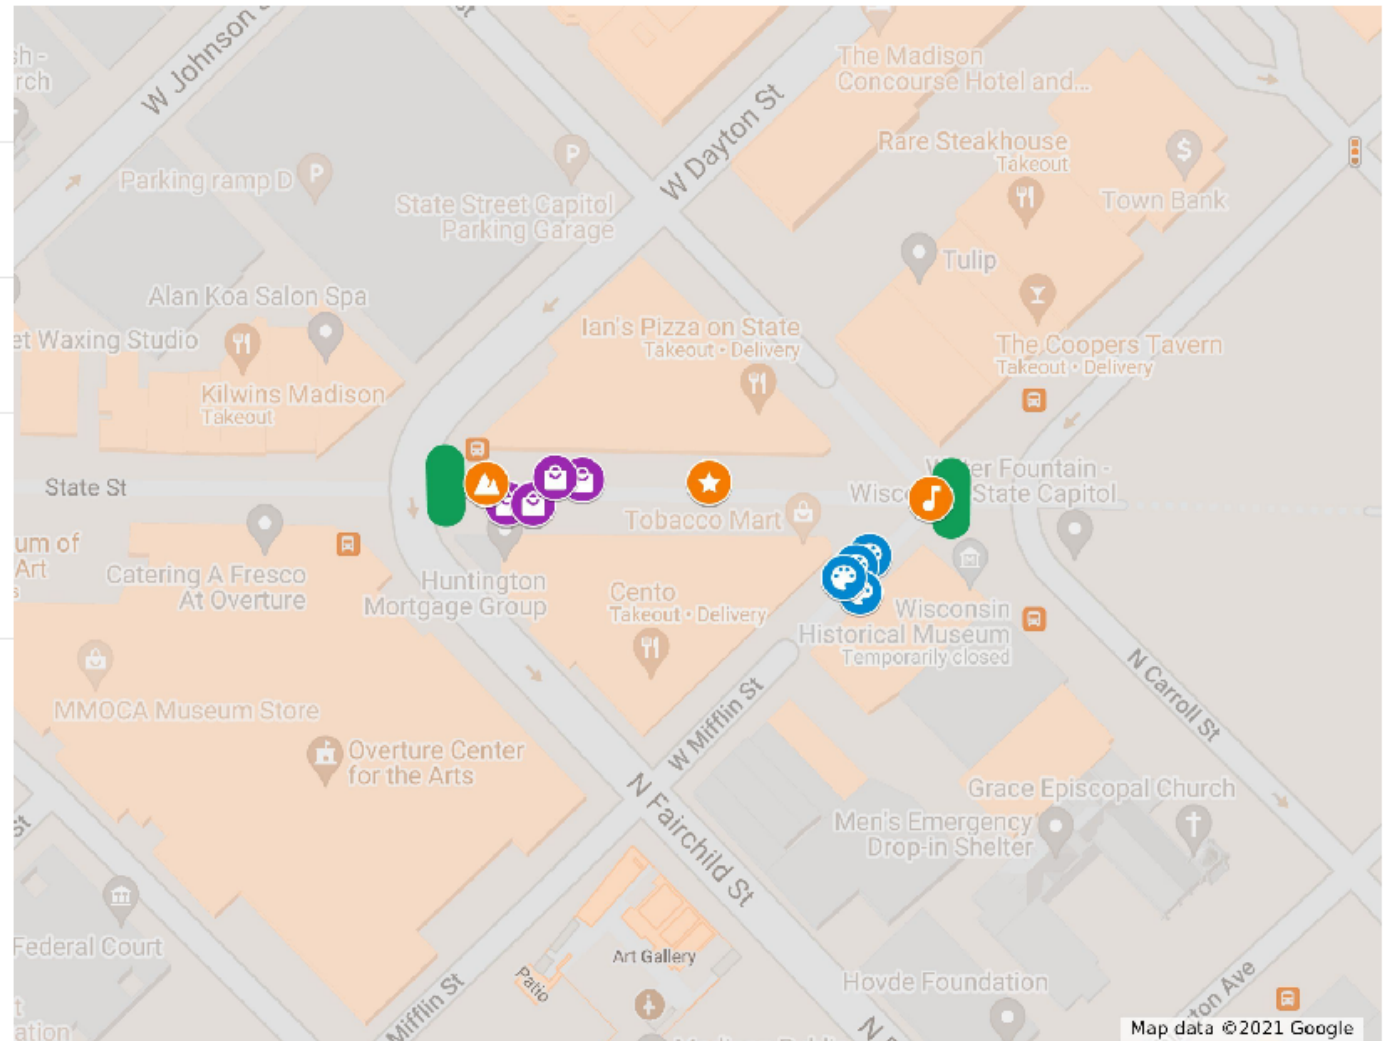 W Johnson
St
The Madison
Concourse Hotel and...
W Dayton St
Rare Steakhouse
Takeout
Parking ramp D
State Street Capitol
Parking Garage
Town Bank
Tulip
Alan Koa Salon Spa
et Waxing Studio
Ian's Pizza on State
Takeout • Delivery
The Coopers Tavern
Takeout • Delivery
Kilwins Madison
Takeout
State St
State Capitol
Tobacco Mart
um of
Art
Catering A Fresco
At Overture
Huntington
Mortgage Group
Cento
Takeout • Delivery
Wisconsin
Historical Museum
Temporarily closed
MMOCA Museum Store
W Mifflin St
N Carroll St
Overture Center
for the Arts
N Fairchild St
Grace Episcopal Church
Men's Emergency
Drop-in Shelter
St
Federal Court
Art Gallery
Patio
Mifflin St
Hovde Foundation
ton Ave
Map data ©2021 Google